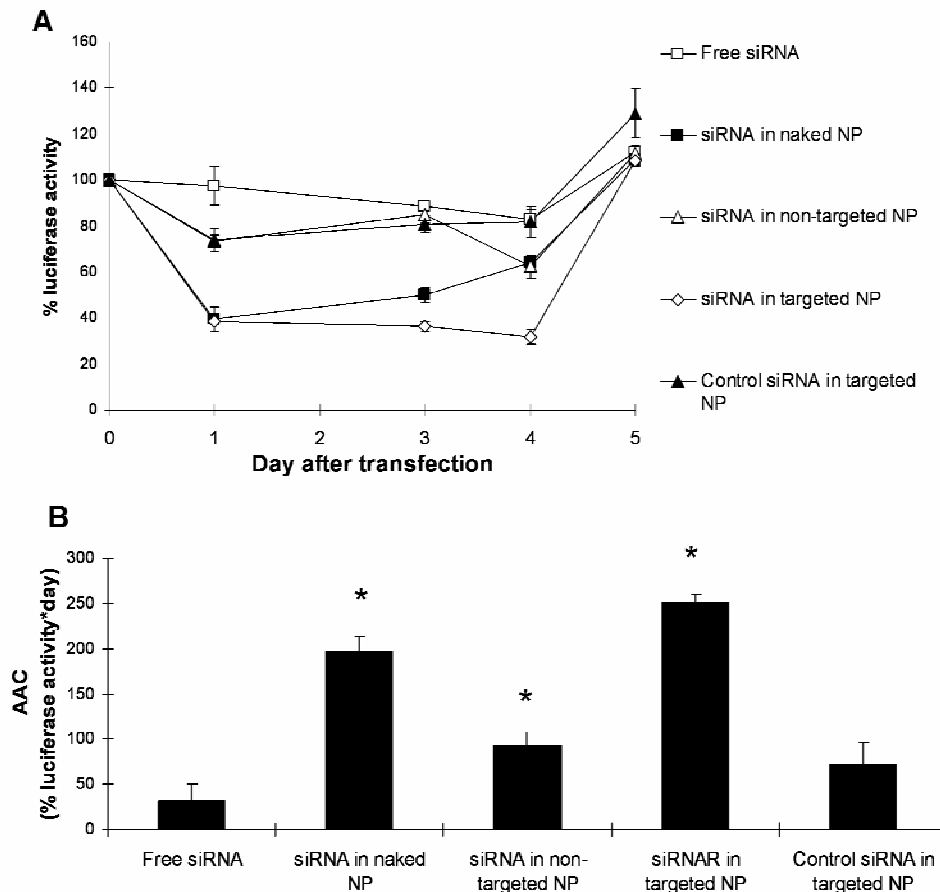 A
160
140
120
100
80
60
40
20
0
% luciferase activity
0 1 2 3 4 5
Day after transfection
Free siRNA
siRNA in naked NP
siRNA in non-targeted NP
siRNA in targeted NP
Control siRNA in targeted
NP
B
300
250
200
150
100
50
0
AAC
(% luciferase activity*day)
* * *
Free siRNA
siRNA in naked
NP
siRNA in non-
targeted NP
siRNAR in
targeted NP
Control siRNA in
targeted NP